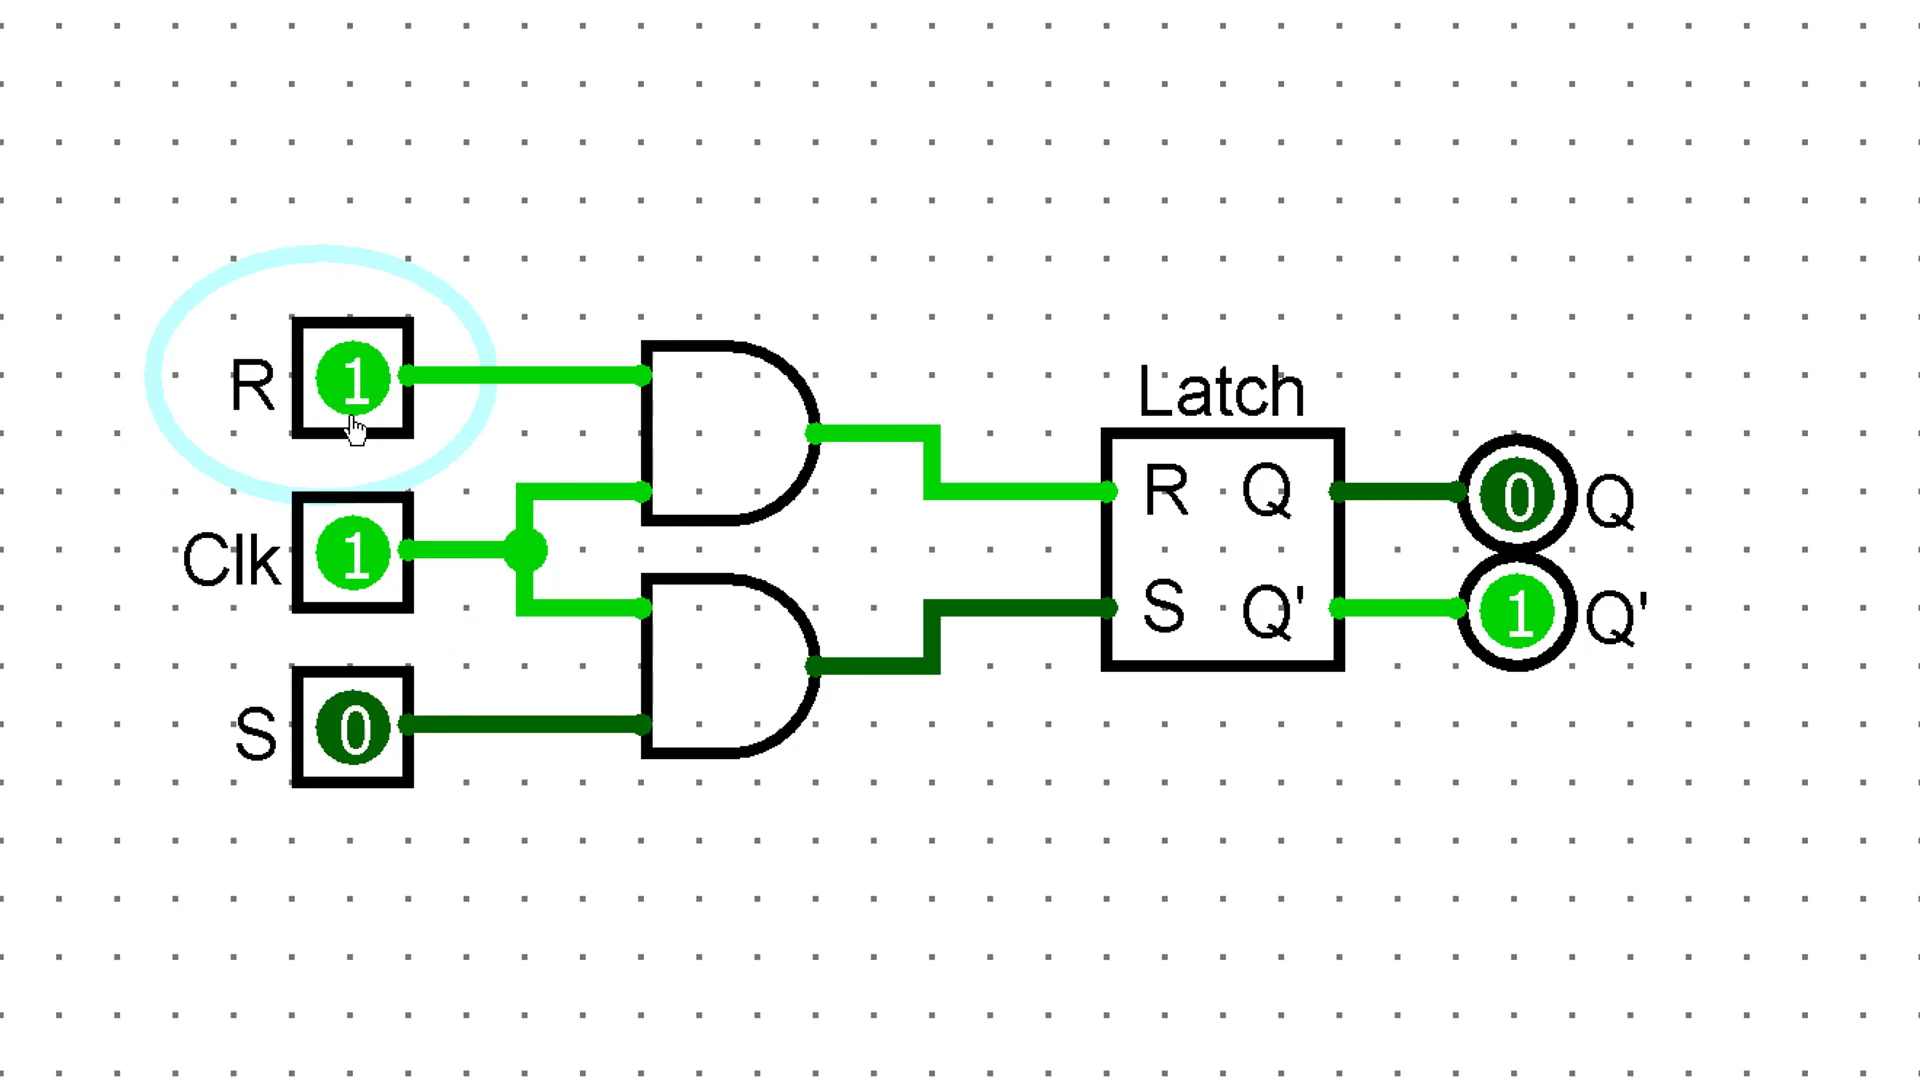 R 1
Clk 1
S 0
Latch
R Q
S Q'
0 Q
1 Q'